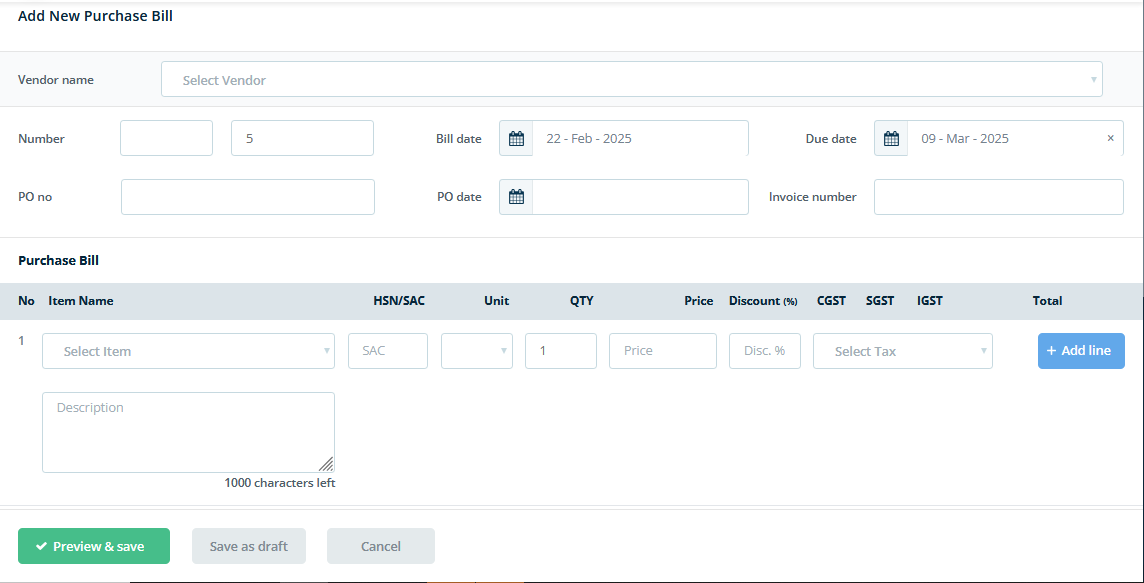 Add New Purchase Bill
Vendor name Select Vendor
Number 5 Bill date 22 - Feb - 2025 Due date 09 - Mar - 2025 ×
PO no PO date Invoice number
Purchase Bill
No Item Name HSN/SAC Unit QTY Price Discount (%) CGST SGST IGST Total
1 Select Item SAC 1 Price Disc. % Select Tax + Add line
Description
1000 characters left
Preview & save Save as draft Cancel